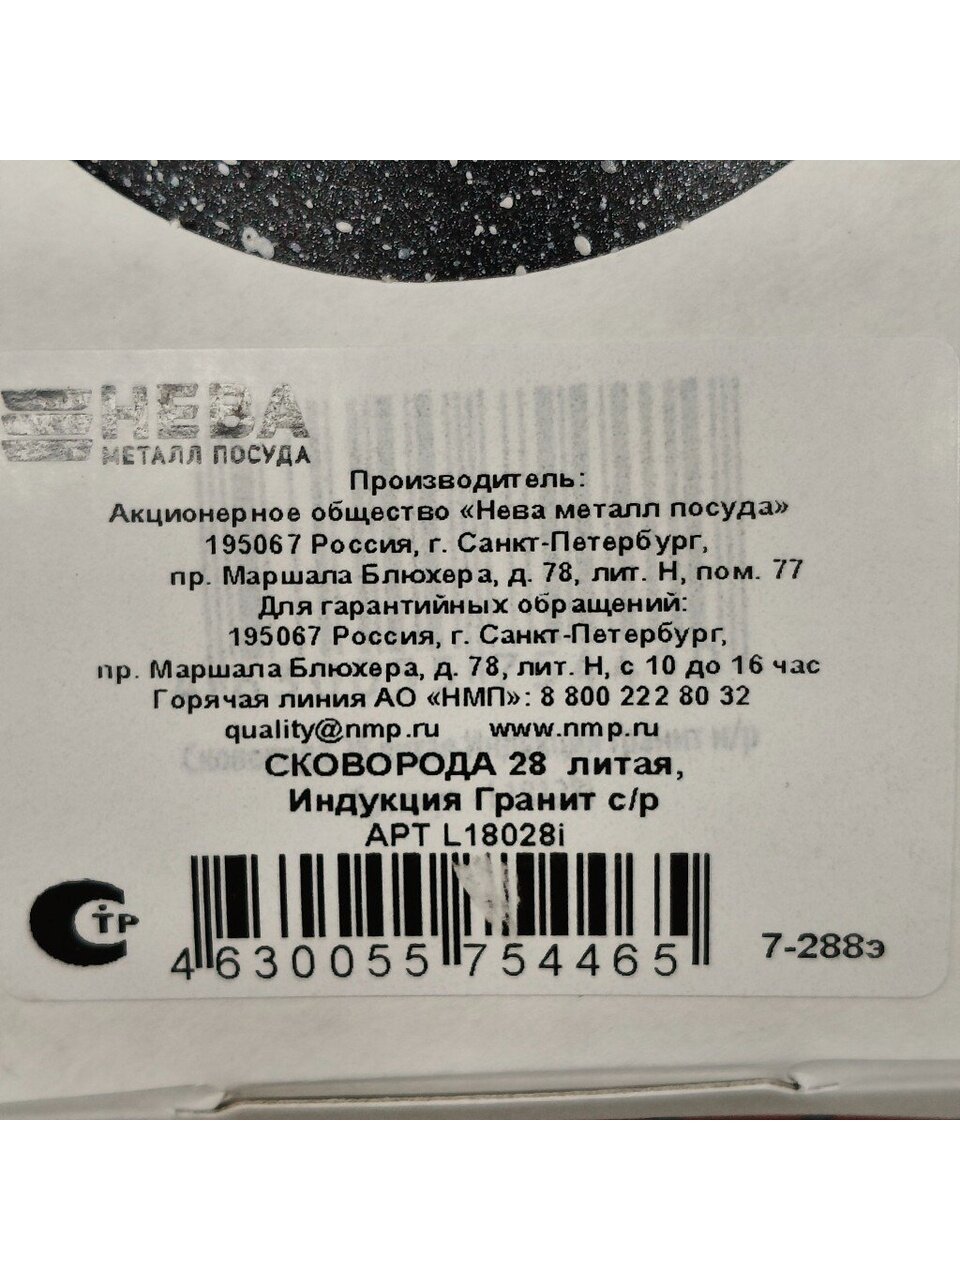 НЕВА
МЕТАЛЛ ПОСУДА
Производитель:
Акционерное общество «Нева металл посуда»
195067 Россия, г. Санкт-Петербург,
пр. Маршала Блюхера, д. 78, лит. Н, пом. 77
Для гарантийных обращений:
195067 Россия, г. Санкт-Петербург,
пр. Маршала Блюхера, д. 78, лит. Н, с 10 до 16 час
Горячая линия АО «НМП»: 8 800 222 80 32
quality@nmp.ru www.nmp.ru
СКОВОРОДА 28 литая,
Индукция Гранит с/р
АРТ L18028i
СТР
4 630055 754465
7-288э